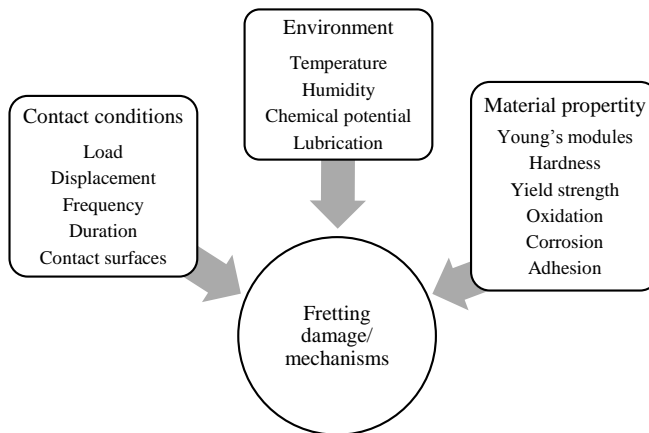 Environment
Temperature
Humidity
Chemical potential
Lubrication
Contact conditions
Load
Displacement
Frequency
Duration
Contact surfaces
Material propertity
Young’s modules
Hardness
Yield strength
Oxidation
Corrosion
Adhesion
Fretting
damage/
mechanisms